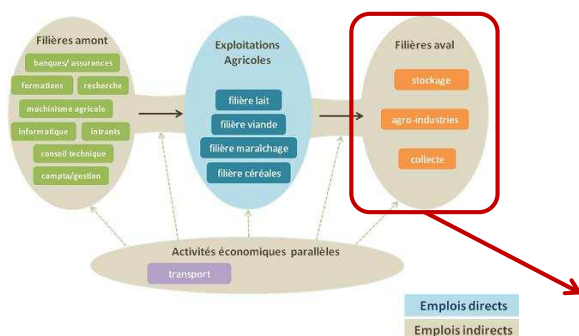 Filières amont
banques/ assurances
formations
recherche
machinisme agricole
informatique
intrants
conseil technique
compta/gestion
Exploitations
Agricoles
filière lait
filière viande
filière maraîchage
filière céréales
Filières aval
stockage
agro-industries
collecte
Activités économiques parallèles
transport
Emplois directs
Emplois indirects